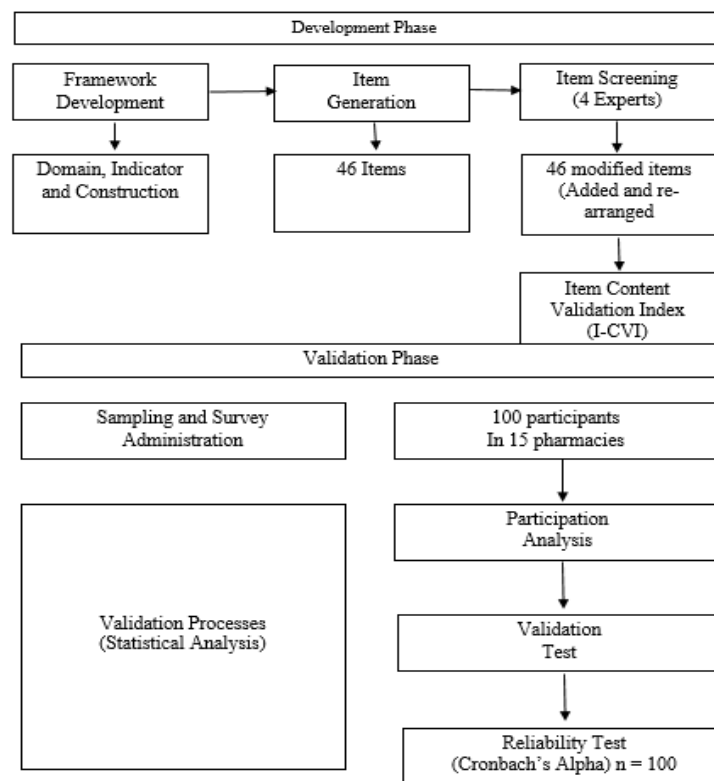 Development Phase
Framework
Development
Item
Generation
Item Screening
(4 Experts)
Domain, Indicator
and Construction
46 Items
46 modified items
(Added and re-
arranged
Item Content
Validation Index
(I-CVI)
Validation Phase
Sampling and Survey
Administration
100 participants
In 15 pharmacies
Participation
Analysis
Validation Processes
(Statistical Analysis)
Validation
Test
Reliability Test
(Cronbach’s Alpha) n = 100